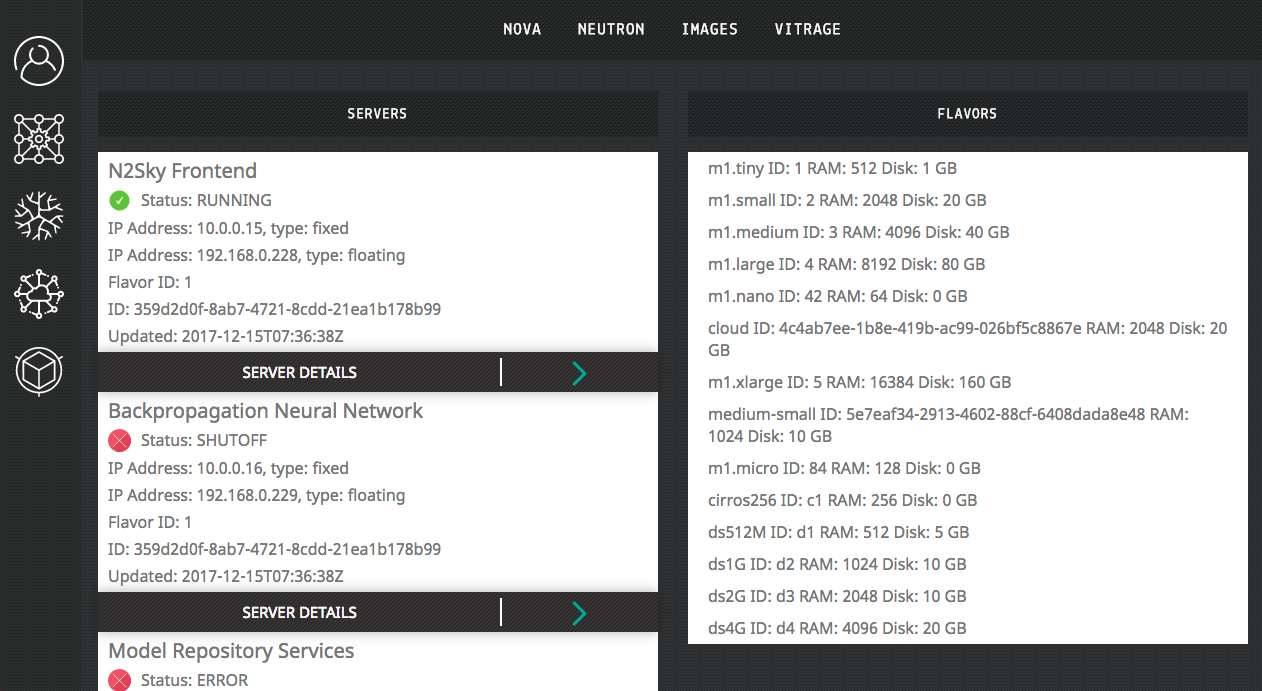 NOVA NEUTRON IMAGES VITRAGE
SERVERS
N2Sky Frontend
Status: RUNNING
IP Address: 10.0.0.15, type: fixed
IP Address: 192.168.0.228, type: floating
Flavor ID: 1
ID: 359d2d0f-8ab7-4721-8cdd-21ea1b178b99
Updated: 2017-12-15T07:36:38Z
SERVER DETAILS
Backpropagation Neural Network
Status: SHUTOFF
IP Address: 10.0.0.16, type: fixed
IP Address: 192.168.0.229, type: floating
Flavor ID: 1
ID: 359d2d0f-8ab7-4721-8cdd-21ea1b178b99
Updated: 2017-12-15T07:36:38Z
SERVER DETAILS
Model Repository Services
Status: ERROR
FLAVORS
m1.tiny ID: 1 RAM: 512 Disk: 1 GB
m1.small ID: 2 RAM: 2048 Disk: 20 GB
m1.medium ID: 3 RAM: 4096 Disk: 40 GB
m1.large ID: 4 RAM: 8192 Disk: 80 GB
m1.nano ID: 42 RAM: 64 Disk: 0 GB
cloud ID: 4c4ab7ee-1b8e-419b-ac99-026bf5c8867e RAM: 2048 Disk: 20
GB
m1.xlarge ID: 5 RAM: 16384 Disk: 160 GB
medium-small ID: 5e7eaf34-2913-4602-88cf-6408dada8e48 RAM:
1024 Disk: 10 GB
m1.micro ID: 84 RAM: 128 Disk: 0 GB
cirros256 ID: c1 RAM: 256 Disk: 0 GB
ds512M ID: d1 RAM: 512 Disk: 5 GB
ds1G ID: d2 RAM: 1024 Disk: 10 GB
ds2G ID: d3 RAM: 2048 Disk: 10 GB
ds4G ID: d4 RAM: 4096 Disk: 20 GB